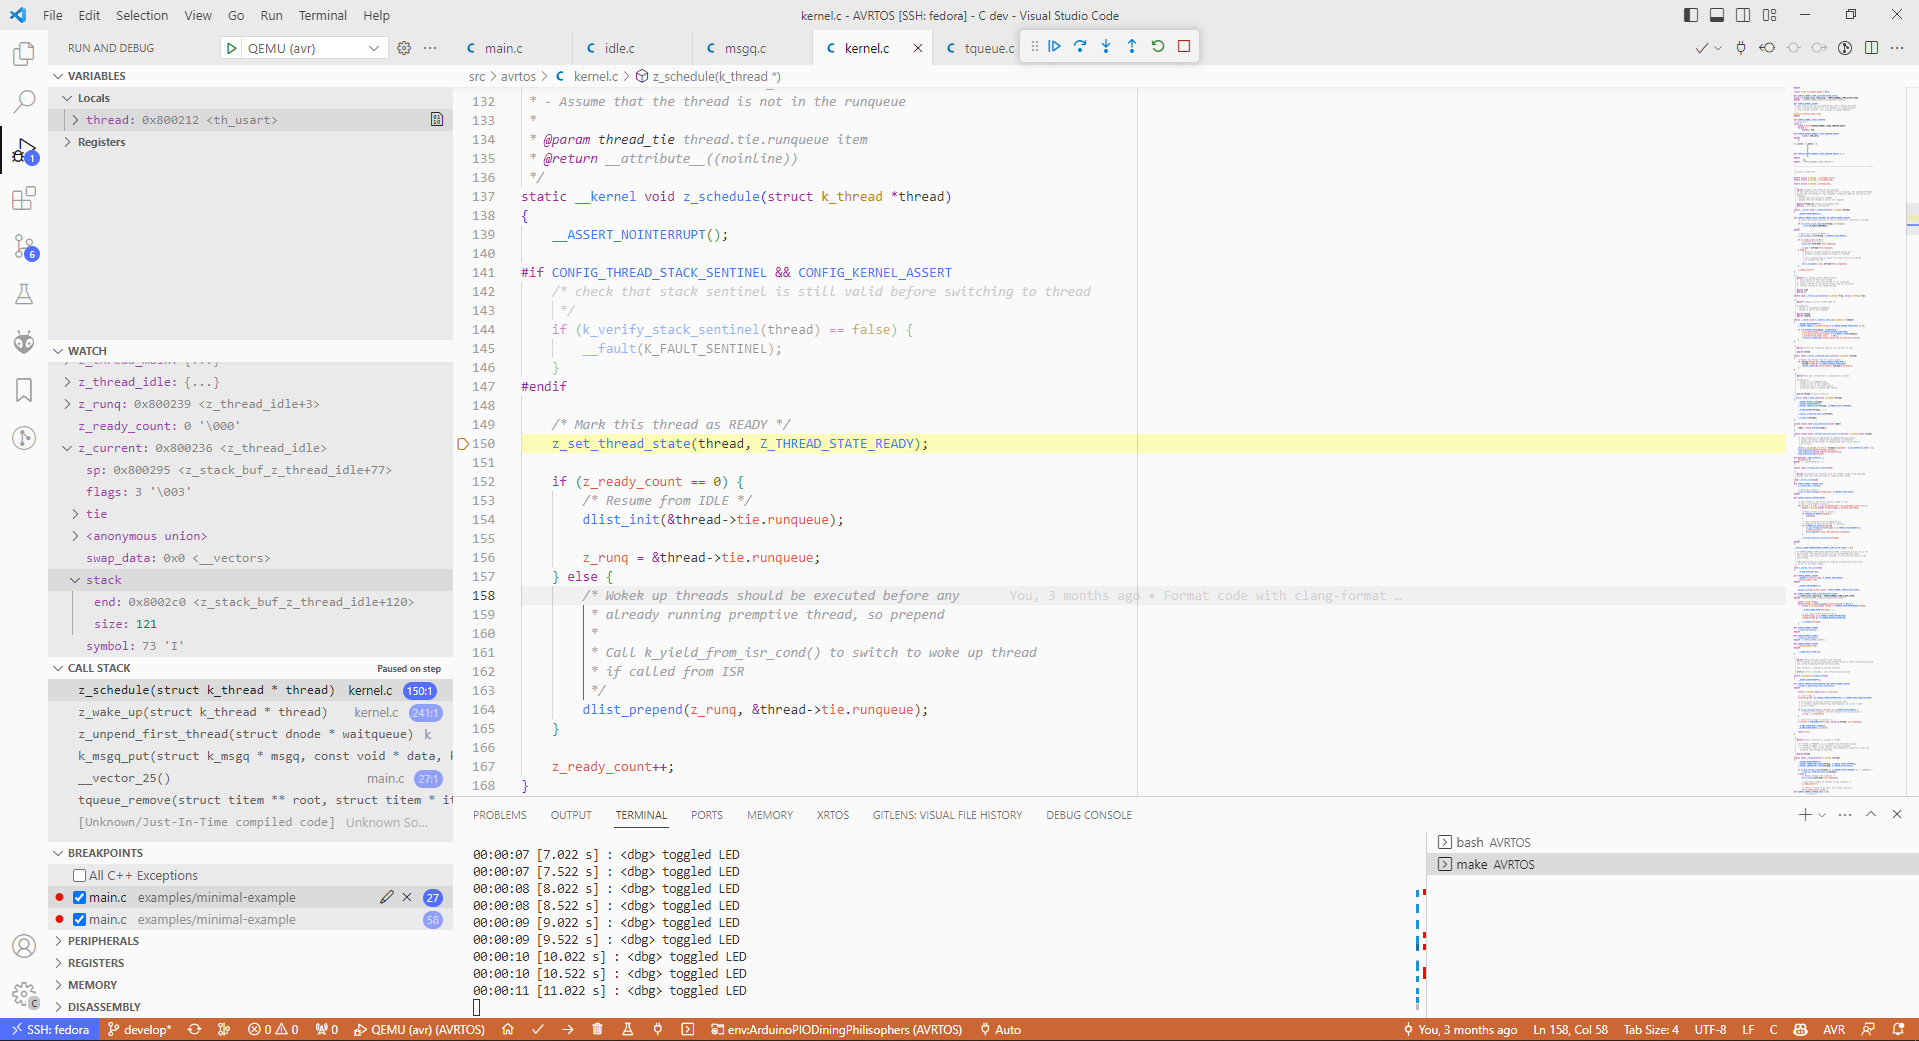 File Edit Selection View Go Run Terminal Help
kernel.c - AVRTOS [SSH: fedora] - C dev - Visual Studio Code
RUN AND DEBUG
QEMU (avr)
main.c
idle.c
msgq.c
kernel.c
tqueue.c
src > avrtos > C kernel.c > z_schedule(k_thread *)
VARIABLES
Locals
thread: 0x800212 <th_usart>
Registers
WATCH
z_thread_main: {...}
z_thread_idle: {...}
z_runq: 0x800239 <z_thread_idle+3>
z_ready_count: 0 '\000'
z_current: 0x800236 <z_thread_idle>
sp: 0x800295 <z_stack_buf_z_thread_idle+77>
flags: 3 '\003'
tie
<anonymous union>
swap_data: 0x0 <__vectors>
stack
end: 0x8002c0 <z_stack_buf_z_thread_idle+120>
size: 121
symbol: 73 'I'
CALL STACK
Paused on step
z_schedule(struct k_thread * thread) kernel.c 150:1
z_wake_up(struct k_thread * thread) kernel.c 241:1
z_unpend_first_thread(struct dnode * waitqueue) k
k_msgq_put(struct k_msgq * msgq, const void * data, k
__vector_25() main.c 27:1
tqueue_remove(struct titem ** root, struct titem * it
[Unknown/Just-In-Time compiled code] Unknown So...
BREAKPOINTS
All C++ Exceptions
main.c examples/minimal-example 27
main.c examples/minimal-example 58
PERIPHERALS
REGISTERS
MEMORY
DISASSEMBLY
132 * - Assume that the thread is not in the runqueue
133 *
134 * @param thread_tie thread.tie.runqueue item
135 * @return __attribute__((noinline))
136 */
137 static __kernel void z_schedule(struct k_thread *thread)
138 {
139 __ASSERT_NOINTERRUPT();
140
141 #if CONFIG_THREAD_STACK_SENTINEL && CONFIG_KERNEL_ASSERT
142 /* check that stack sentinel is still valid before switching to thread
143 */
144 if (k_verify_stack_sentinel(thread) == false) {
145 __fault(K_FAULT_SENTINEL);
146 }
147 #endif
148
149 /* Mark this thread as READY */
150 z_set_thread_state(thread, Z_THREAD_STATE_READY);
151
152 if (z_ready_count == 0) {
153 /* Resume from IDLE */
154 dlist_init(&thread->tie.runqueue);
155
156 z_runq = &thread->tie.runqueue;
157 } else {
158 /* Wokek up threads should be executed before any You, 3 months ago • Format code with clang-format …
159 * already running premptive thread, so prepend
160 *
161 * Call k_yield_from_isr_cond() to switch to woke up thread
162 * if called from ISR
163 */
164 dlist_prepend(z_runq, &thread->tie.runqueue);
165 }
166
167 z_ready_count++;
168 }
PROBLEMS OUTPUT TERMINAL PORTS MEMORY XRTOS GITLENS: VISUAL FILE HISTORY DEBUG CONSOLE
00:00:07 [7.022 s] : <dbg> toggled LED
00:00:07 [7.522 s] : <dbg> toggled LED
00:00:08 [8.022 s] : <dbg> toggled LED
00:00:08 [8.522 s] : <dbg> toggled LED
00:00:09 [9.022 s] : <dbg> toggled LED
00:00:09 [9.522 s] : <dbg> toggled LED
00:00:10 [10.022 s] : <dbg> toggled LED
00:00:10 [10.522 s] : <dbg> toggled LED
00:00:11 [11.022 s] : <dbg> toggled LED
bash AVRTOS
make AVRTOS
SSH: fedora develop* 0 0 0 QEMU (avr) (AVRTOS) env:ArduinoPIODiningPhilisophers (AVRTOS) Auto You, 3 months ago Ln 158, Col 58 Tab Size: 4 UTF-8 LF C AVR